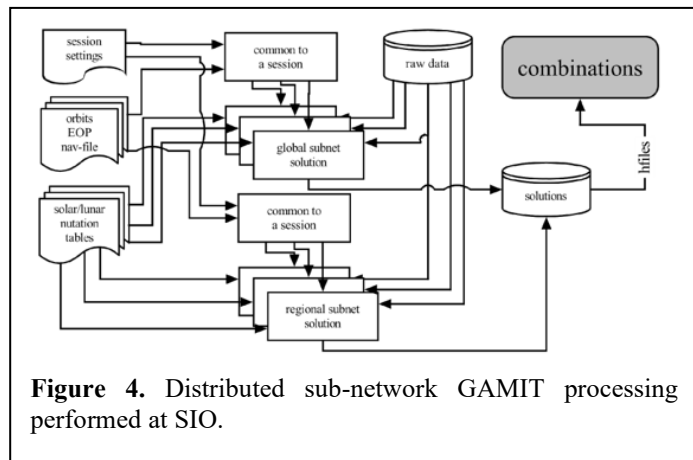 session
settings
common to
a session
raw data
combinations
orbits
EOP
nav-file
global subnet
solution
hfiles
solutions
solar/lunar
nutation
tables
common to
a session
regional subnet
solution
Figure 4. Distributed sub-network GAMIT processing
performed at SIO.